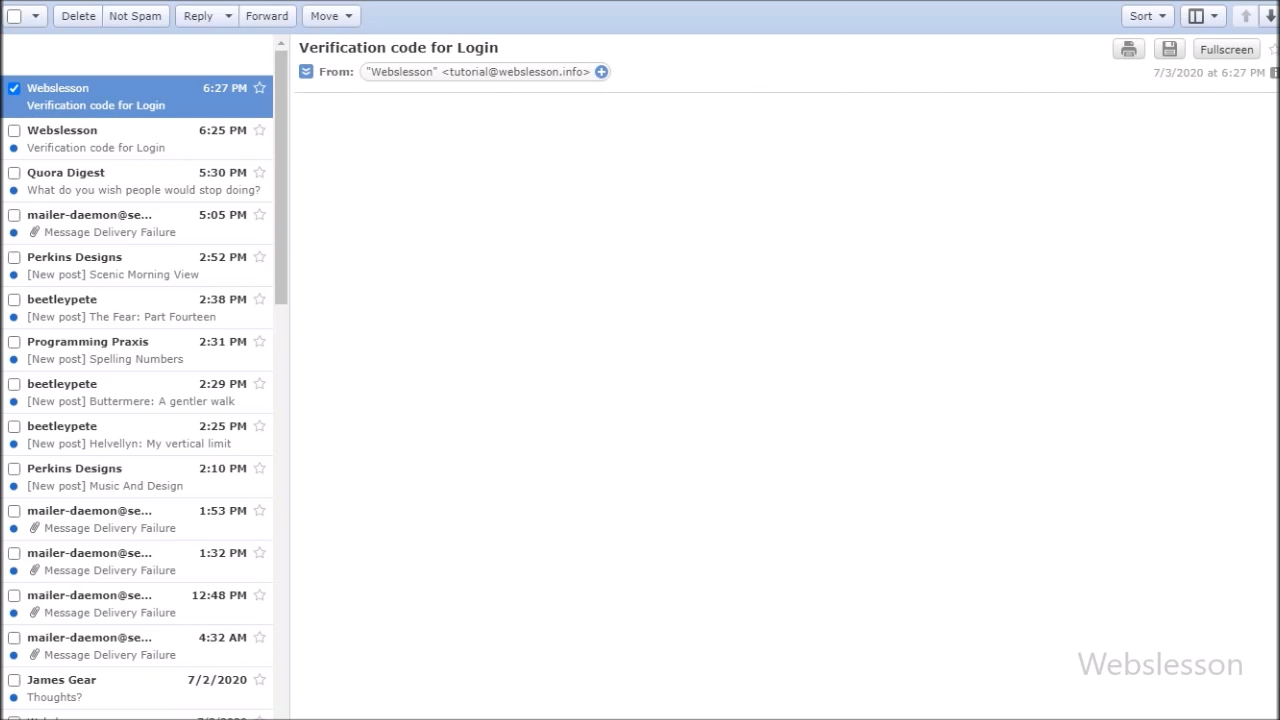 Delete Not Spam Reply Forward Move Sort
Verification code for Login
Fullscreen
From: "Webslesson" <tutorial@webslesson.info>
7/3/2020 at 6:27 PM
Webslesson 6:27 PM
Verification code for Login
Webslesson 6:25 PM
Verification code for Login
Quora Digest 5:30 PM
What do you wish people would stop doing?
mailer-daemon@se... 5:05 PM
Message Delivery Failure
Perkins Designs 2:52 PM
[New post] Scenic Morning View
beetleypete 2:38 PM
[New post] The Fear: Part Fourteen
Programming Praxis 2:31 PM
[New post] Spelling Numbers
beetleypete 2:29 PM
[New post] Buttermere: A gentler walk
beetleypete 2:25 PM
[New post] Helvellyn: My vertical limit
Perkins Designs 2:10 PM
[New post] Music And Design
mailer-daemon@se... 1:53 PM
Message Delivery Failure
mailer-daemon@se... 1:32 PM
Message Delivery Failure
mailer-daemon@se... 12:48 PM
Message Delivery Failure
mailer-daemon@se... 4:32 AM
Message Delivery Failure
James Gear 7/2/2020
Thoughts?
Webslesson